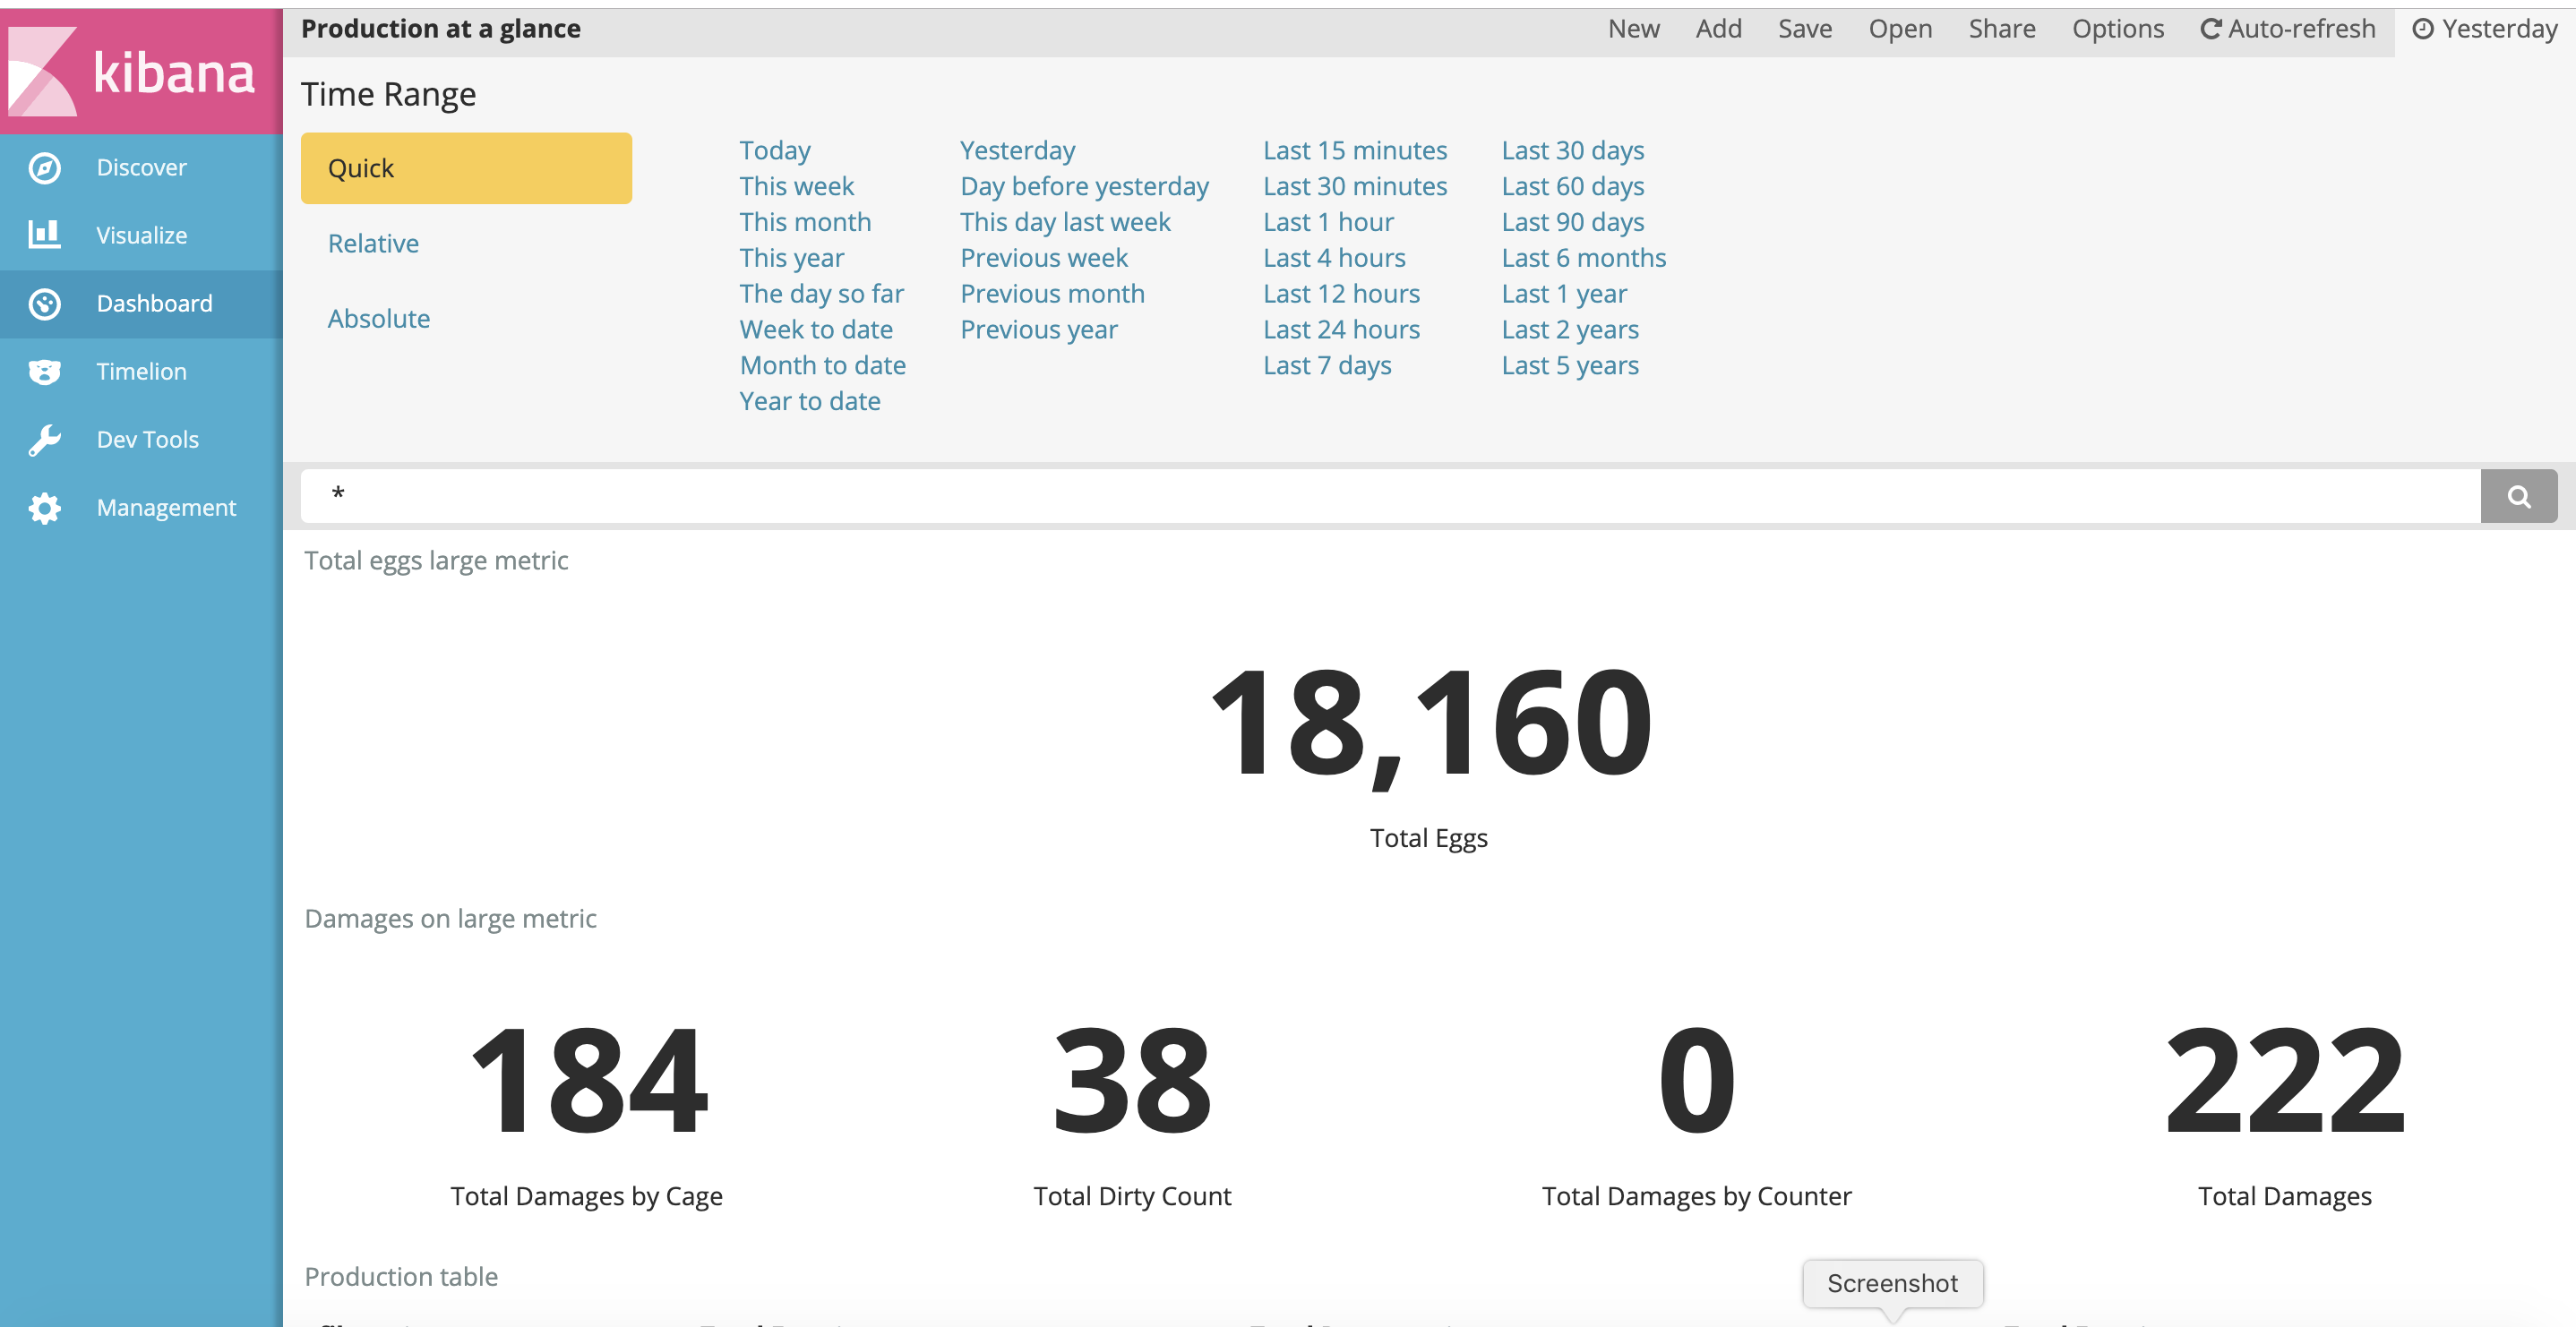 kibana
Discover
Visualize
Dashboard
Timelion
Dev Tools
Management
Production at a glance
New Add Save Open Share Options Auto-refresh Yesterday
Time Range
Quick
Relative
Absolute
Today
This week
This month
This year
The day so far
Week to date
Month to date
Year to date
Yesterday
Day before yesterday
This day last week
Previous week
Previous month
Previous year
Last 15 minutes
Last 30 minutes
Last 1 hour
Last 4 hours
Last 12 hours
Last 24 hours
Last 7 days
Last 30 days
Last 60 days
Last 90 days
Last 6 months
Last 1 year
Last 2 years
Last 5 years
*
Total eggs large metric
18,160
Total Eggs
Damages on large metric
184
Total Damages by Cage
38
Total Dirty Count
0
Total Damages by Counter
222
Total Damages
Production table
Screenshot